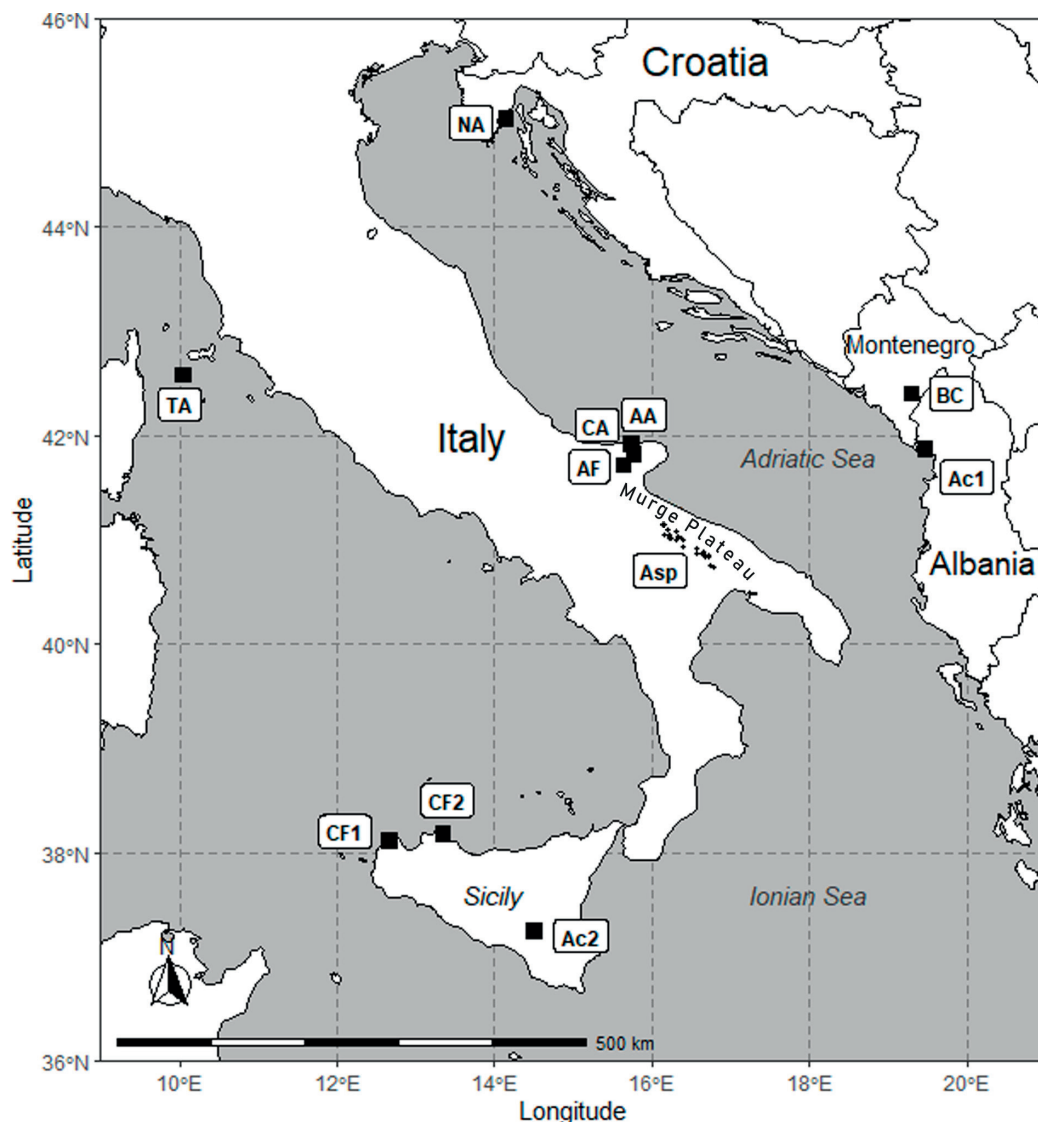 46°N
Croatia
NA
44°N
Montenegro
BC
TA
CA
AA
42°N
Italy
AF
Adriatic Sea
Ac1
Murge Plateau
Latitude
Asp
Albania
40°N
CF2
CF1
38°N
Sicily
Ionian Sea
Ac2
N
500 km
36°N
10°E
12°E
14°E
16°E
18°E
20°E
Longitude